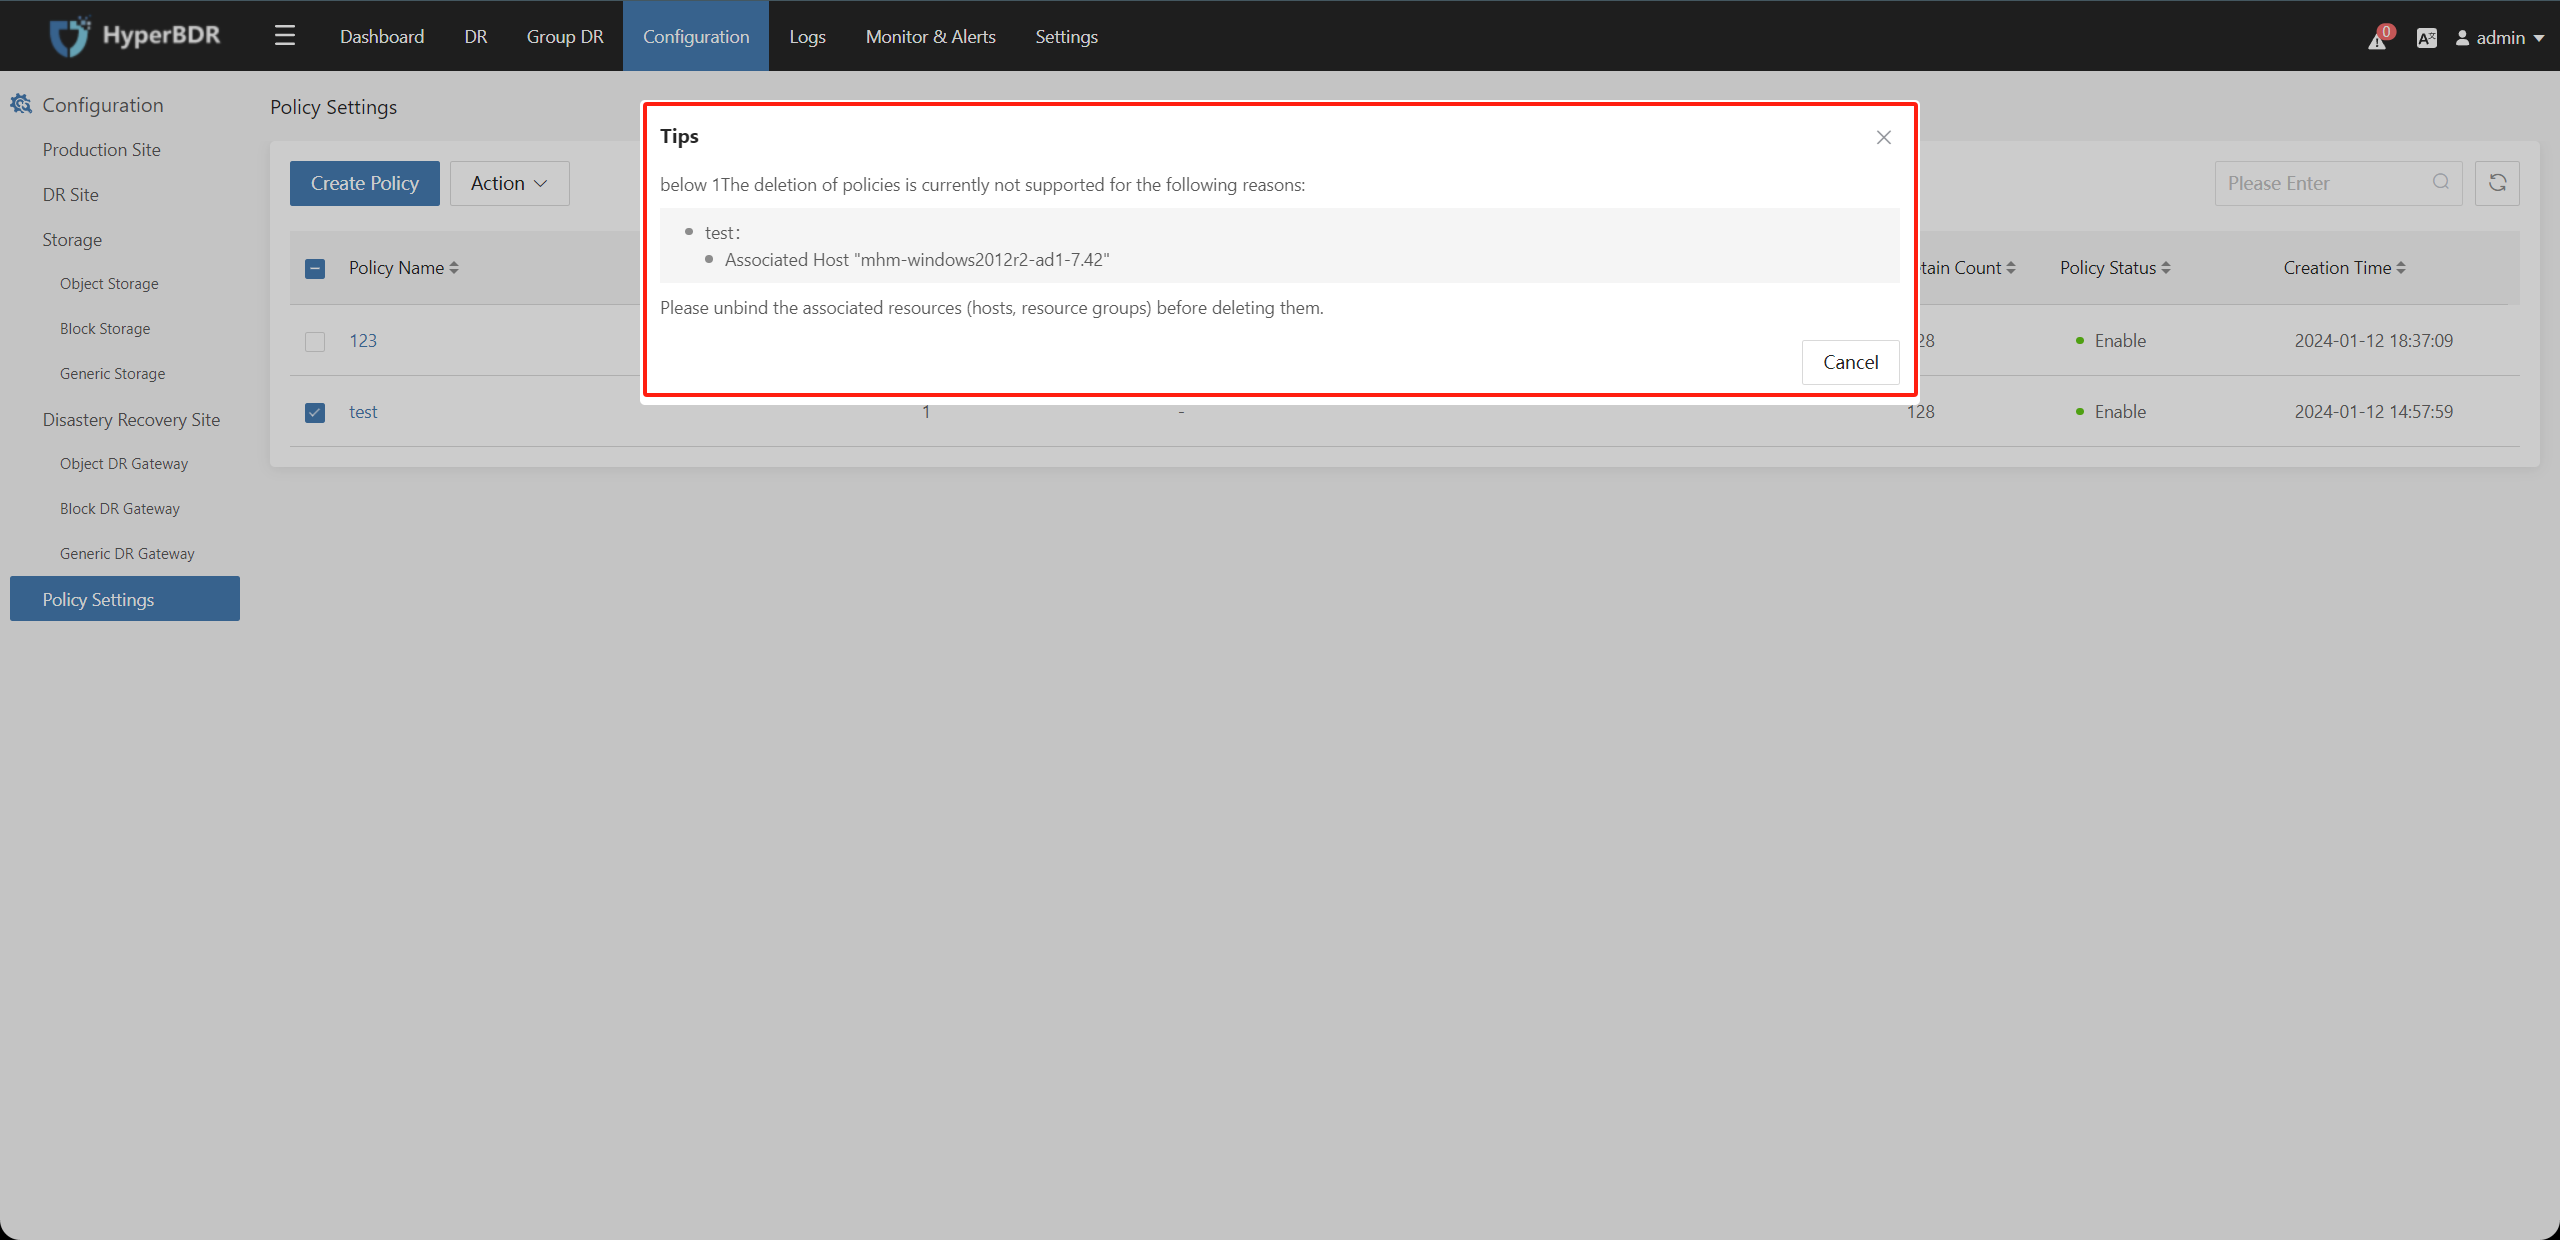 HyperBDR
Dashboard
DR
Group DR
Configuration
Logs
Monitor & Alerts
Settings
0
admin
Configuration
Production Site
DR Site
Storage
Object Storage
Block Storage
Generic Storage
Disastery Recovery Site
Object DR Gateway
Block DR Gateway
Generic DR Gateway
Policy Settings
Policy Settings
Create Policy
Action
Please Enter
Tips
below 1The deletion of policies is currently not supported for the following reasons:
test:
Associated Host "mhm-windows2012r2-ad1-7.42"
Please unbind the associated resources (hosts, resource groups) before deleting them.
Cancel
Policy Name
tain Count
Policy Status
Creation Time
123
28
Enable
2024-01-12 18:37:09
test
1
-
128
Enable
2024-01-12 14:57:59